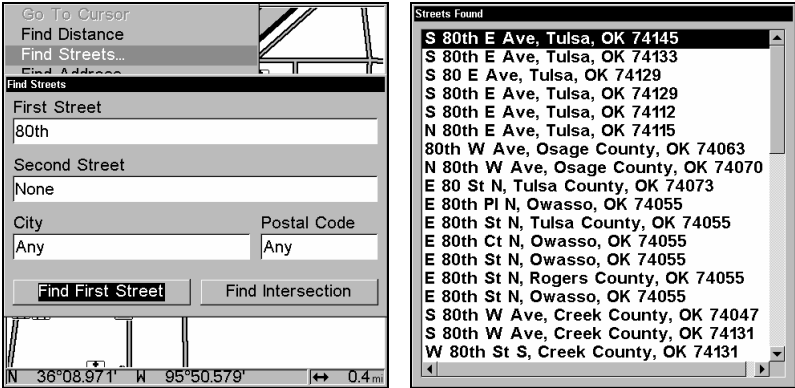 Go To Cursor
Find Distance
Find Streets...
Find Address...
Find Streets
First Street
80th
Second Street
None
City
Postal Code
Any
Any
Find First Street
Find Intersection
N 36°08.971' W 95°50.579' ↔ 0.4 mi
Streets Found
S 80th E Ave, Tulsa, OK 74145
S 80th E Ave, Tulsa, OK 74133
S 80 E Ave, Tulsa, OK 74129
S 80th E Ave, Tulsa, OK 74129
S 80th E Ave, Tulsa, OK 74112
N 80th E Ave, Tulsa, OK 74115
80th W Ave, Osage County, OK 74063
N 80th W Ave, Osage County, OK 74070
E 80 St N, Tulsa County, OK 74073
E 80th Pl N, Owasso, OK 74055
E 80th St N, Tulsa County, OK 74055
E 80th Ct N, Owasso, OK 74055
E 80th St N, Rogers County, OK 74055
E 80th St N, Owasso, OK 74055
S 80th W Ave, Creek County, OK 74047
S 80th W Ave, Creek County, OK 74131
W 80th St S, Creek County, OK 74131